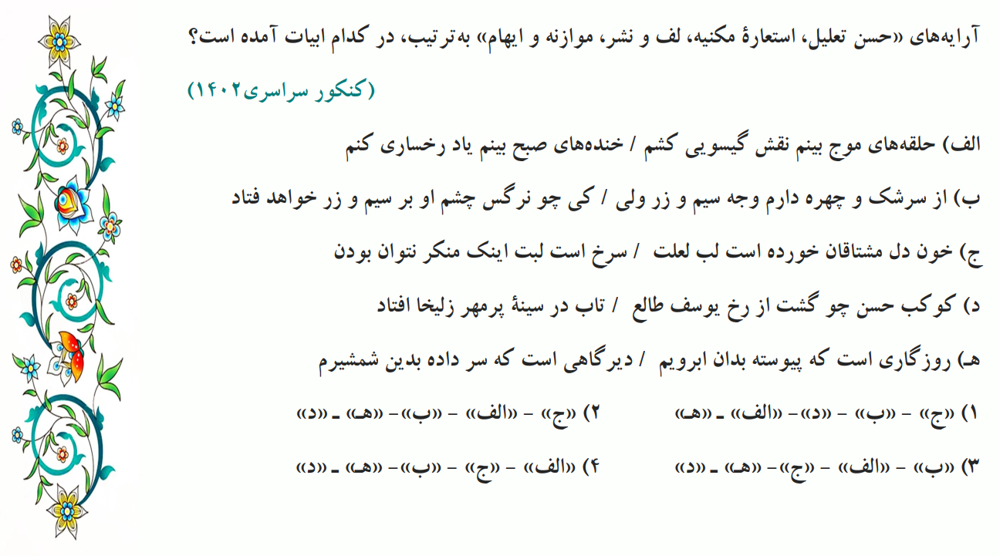 آرایه‌های «حسن تعلیل، استعارهٔ مکنیه، لف و نشر، موازنه و ایهام» به‌ترتیب، در کدام ابیات آمده است؟
(کنکور سراسری۱۴۰۲)
الف) حلقه‌های موج بینم نقش گیسویی کشم / خنده‌های صبح بینم یاد رخساری کنم
ب) از سرشک و چهره دارم وجه سیم و زر ولی / کی چو نرگس چشم او بر سیم و زر خواهد فتاد
ج) خون دل مشتاقان خورده است لب لعلت / سرخ است لبت اینک منکر نتوان بودن
د) کوکب حسن چو گشت از رخ یوسف طالع / تاب در سینهٔ پرمهر زلیخا افتاد
هـ) روزگاری است که پیوسته بدان ابرویم / دیرگاهی است که سر داده بدین شمشیرم
۱) «ج» - «ب» - «د»- «الف» ـ «هـ» ۲) «ج» - «الف» - «ب»- «هـ» ـ «د»
۳) «ب» - «الف» - «ج»- «هـ» ـ «د» ۴) «الف» - «ج» - «ب»- «هـ» ـ «د»